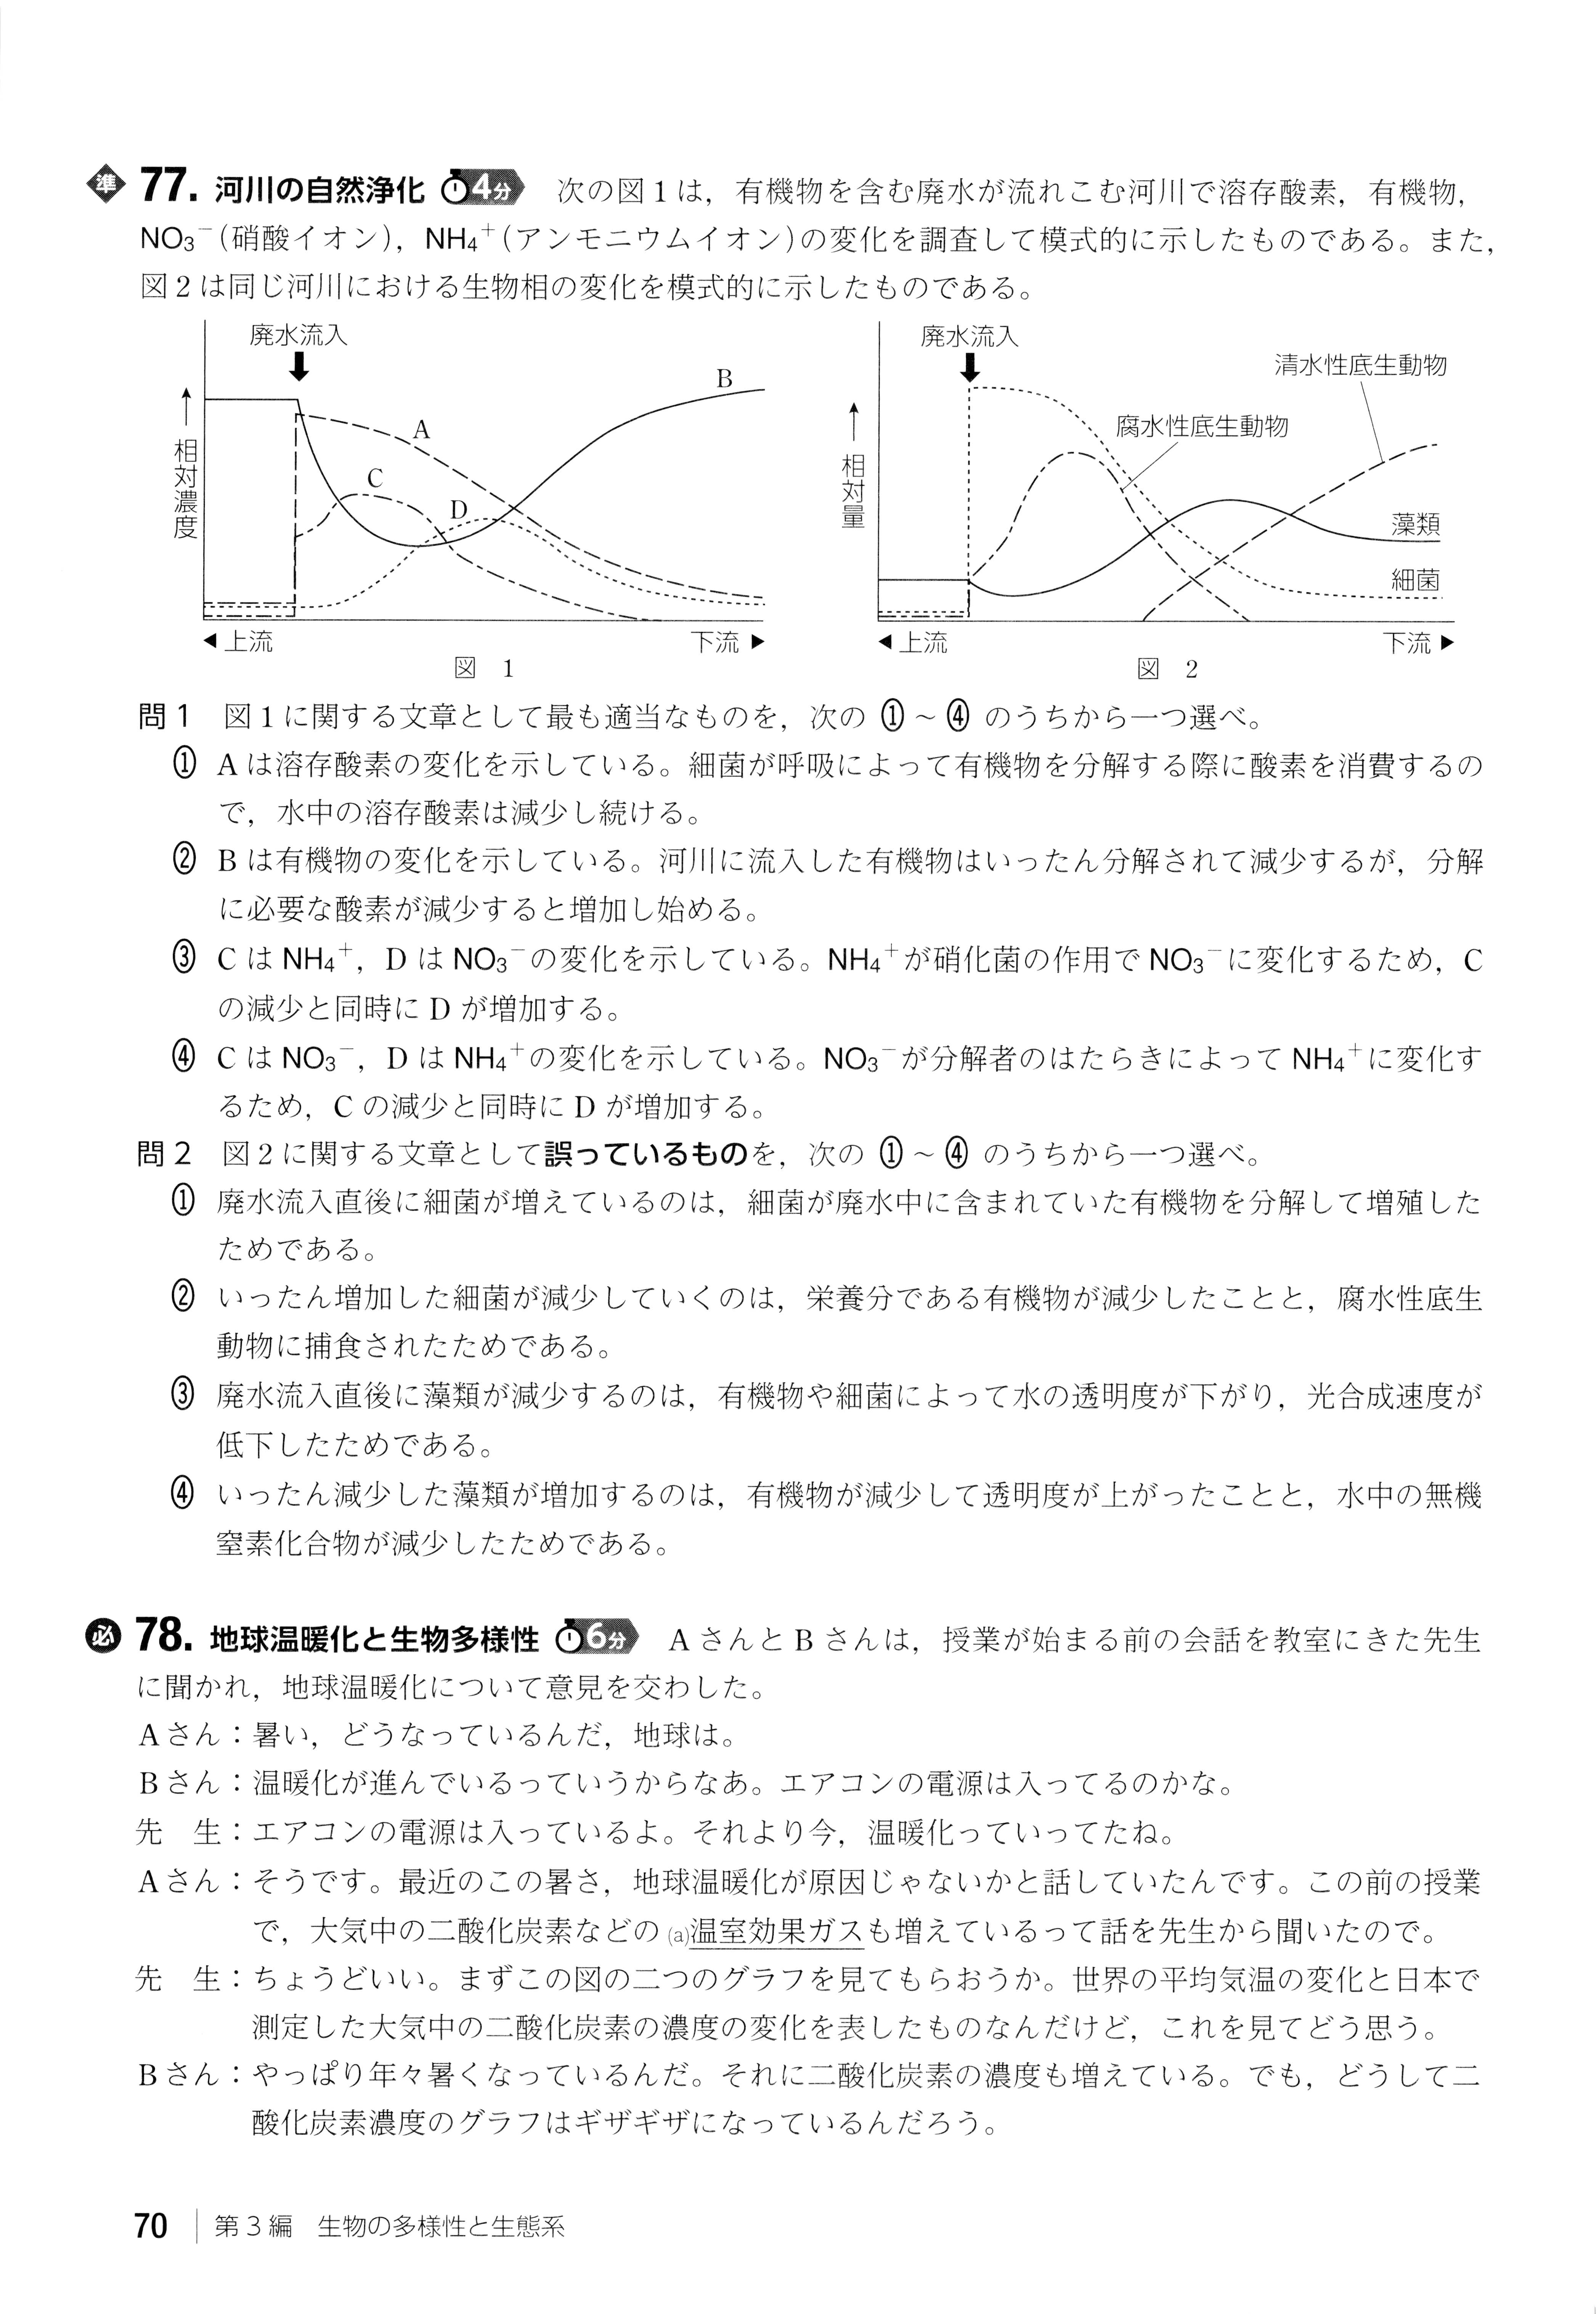 準 77. 河川の自然浄化 4分 次の図1は，有機物を含む廃水が流れこむ河川で溶存酸素，有機物，
NO₃⁻(硝酸イオン)，NH₄⁺(アンモニウムイオン)の変化を調査して模式的に示したものである。また，
図2は同じ河川における生物相の変化を模式的に示したものである。
廃水流入
相対濃度
A
B
C
D
◀上流
下流▶
図 1
廃水流入
相対量
清水性底生動物
腐水性底生動物
藻類
細菌
◀上流
下流▶
図 2
問1 図1に関する文章として最も適当なものを，次の ①～④ のうちから一つ選べ。
① Aは溶存酸素の変化を示している。細菌が呼吸によって有機物を分解する際に酸素を消費するの
で，水中の溶存酸素は減少し続ける。
② Bは有機物の変化を示している。河川に流入した有機物はいったん分解されて減少するが，分解
に必要な酸素が減少すると増加し始める。
③ CはNH₄⁺，DはNO₃⁻の変化を示している。NH₄⁺が硝化菌の作用でNO₃⁻に変化するため，C
の減少と同時にDが増加する。
④ CはNO₃⁻，DはNH₄⁺の変化を示している。NO₃⁻が分解者のはたらきによってNH₄⁺に変化す
るため，Cの減少と同時にDが増加する。
問2 図2に関する文章として誤っているものを，次の ①～④ のうちから一つ選べ。
① 廃水流入直後に細菌が増えているのは，細菌が廃水中に含まれていた有機物を分解して増殖した
ためである。
② いったん増加した細菌が減少していくのは，栄養分である有機物が減少したことと，腐水性底生
動物に捕食されたためである。
③ 廃水流入直後に藻類が減少するのは，有機物や細菌によって水の透明度が下がり，光合成速度が
低下したためである。
④ いったん減少した藻類が増加するのは，有機物が減少して透明度が上がったことと，水中の無機
窒素化合物が減少したためである。
必 78. 地球温暖化と生物多様性 6分 AさんとBさんは，授業が始まる前の会話を教室にきた先生
に聞かれ，地球温暖化について意見を交わした。
Aさん：暑い，どうなっているんだ，地球は。
Bさん：温暖化が進んでいるっていうからなあ。エアコンの電源は入ってるのかな。
先 生：エアコンの電源は入っているよ。それより今，温暖化っていってたね。
Aさん：そうです。最近のこの暑さ，地球温暖化が原因じゃないかと話していたんです。この前の授業
で，大気中の二酸化炭素などの(a)温室効果ガスも増えているって話を先生から聞いたので。
先 生：ちょうどいい。まずこの図の二つのグラフを見てもらおうか。世界の平均気温の変化と日本で
測定した大気中の二酸化炭素の濃度の変化を表したものなんだけど，これを見てどう思う。
Bさん：やっぱり年々暑くなっているんだ。それに二酸化炭素の濃度も増えている。でも，どうして二
酸化炭素濃度のグラフはギザギザになっているんだろう。
70 第3編 生物の多様性と生態系